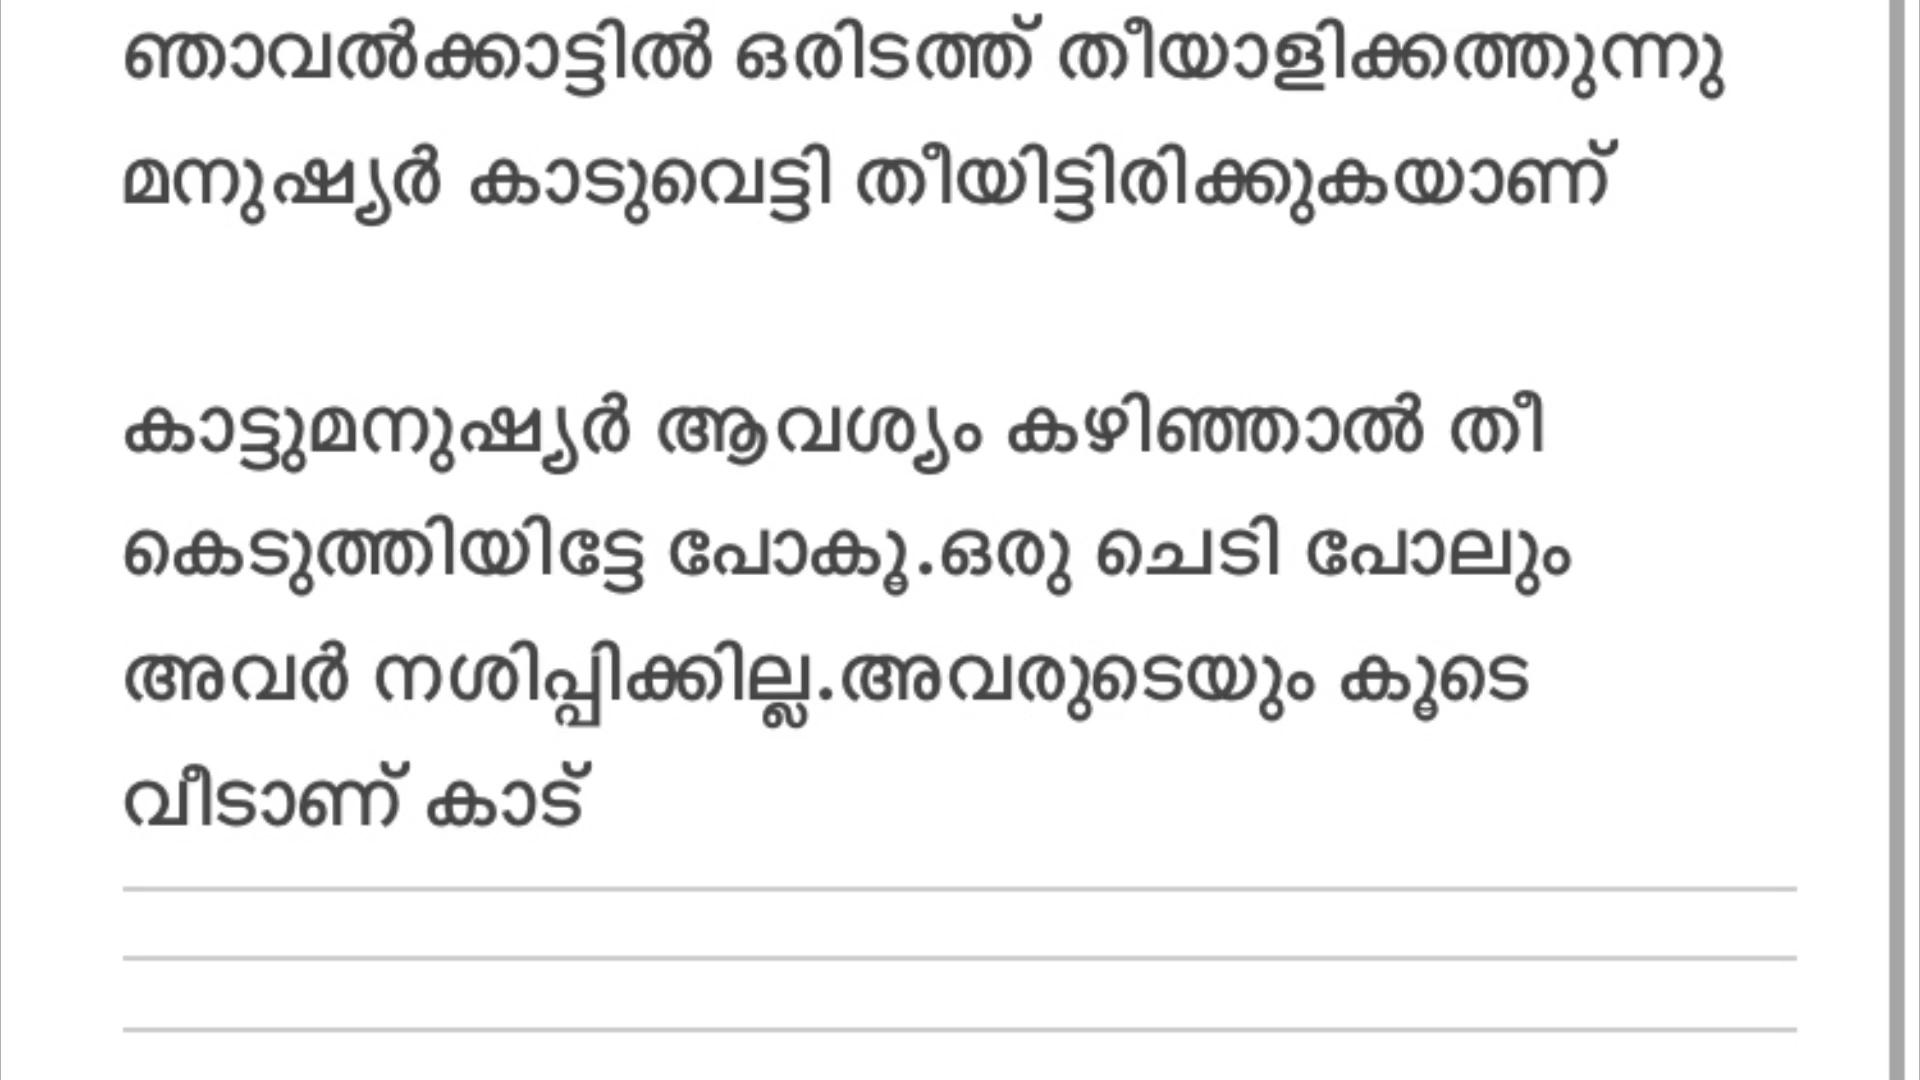 ഞാവൽക്കാട്ടിൽ ഒരിടത്ത് തീയാളിക്കത്തുന്നു
മനുഷ്യർ കാടുവെട്ടി തീയിട്ടിരിക്കുകയാണ്
കാട്ടുമനുഷ്യർ ആവശ്യം കഴിഞ്ഞാൽ തീ
കെടുത്തിയിട്ടേ പോകൂ.ഒരു ചെടി പോലും
അവർ നശിപ്പിക്കില്ല.അവരുടെയും കൂടെ
വീടാണ് കാട്